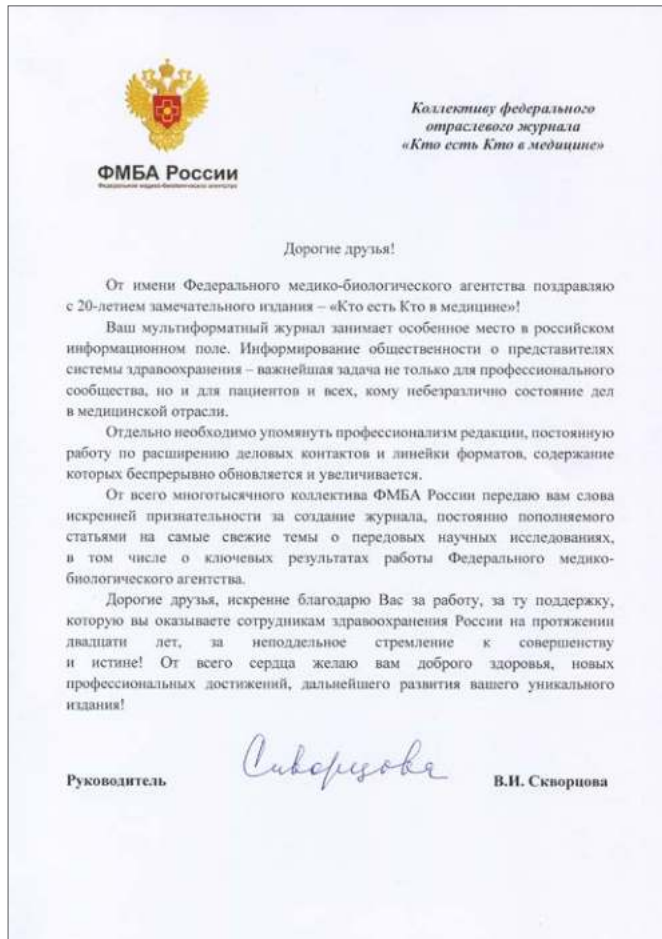 ФМБА России
Федеральное медико-биологическое агентство
Коллективу федерального
отраслевого журнала
«Кто есть Кто в медицине»
Дорогие друзья!
От имени Федерального медико-биологического агентства поздравляю
с 20-летием замечательного издания – «Кто есть Кто в медицине»!
Ваш мультиформатный журнал занимает особенное место в российском
информационном поле. Информирование общественности о представителях
системы здравоохранения – важнейшая задача не только для профессионального
сообщества, но и для пациентов и всех, кому небезразлично состояние дел
в медицинской отрасли.
Отдельно необходимо упомянуть профессионализм редакции, постоянную
работу по расширению деловых контактов и линейки форматов, содержание
которых беспрерывно обновляется и увеличивается.
От всего многотысячного коллектива ФМБА России передаю вам слова
искренней признательности за создание журнала, постоянно пополняемого
статьями на самые свежие темы о передовых научных исследованиях,
в том числе о ключевых результатах работы Федерального медико-
биологического агентства.
Дорогие друзья, искренне благодарю Вас за работу, за ту поддержку,
которую вы оказываете сотрудникам здравоохранения России на протяжении
двадцати лет, за неподдельное стремление к совершенству
и истине! От всего сердца желаю вам доброго здоровья, новых
профессиональных достижений, дальнейшего развития вашего уникального
издания!
Скворцова
Руководитель В.И. Скворцова